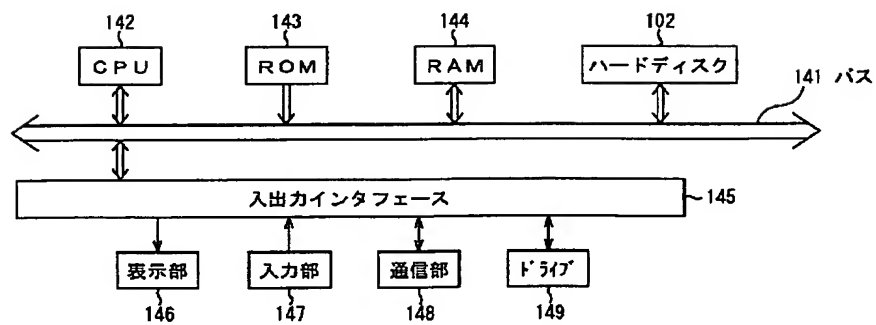 142
143
144
102
ＣＰＵ
ＲＯＭ
ＲＡＭ
ハードディスク
141 バス
入出力インタフェース
145
表示部
入力部
通信部
ﾄﾞﾗｲﾌﾞ
146
147
148
149